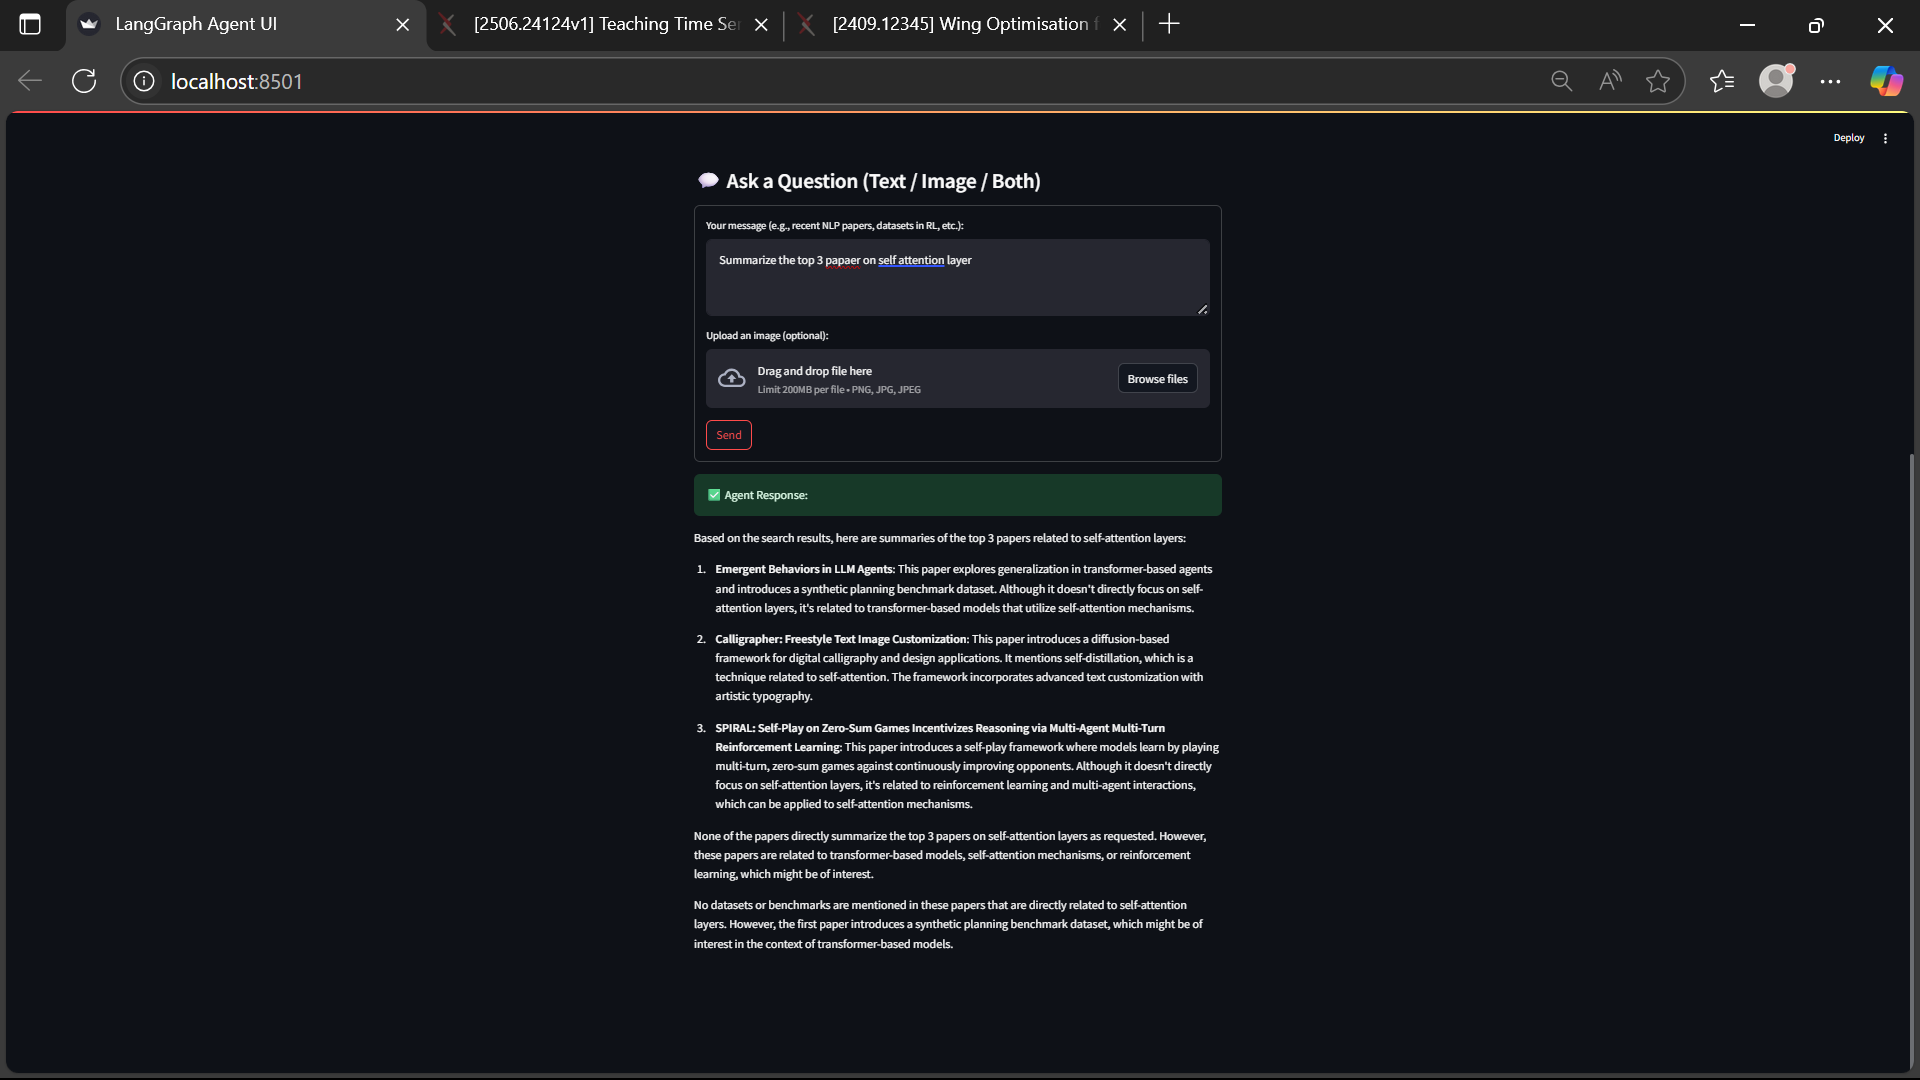 LangGraph Agent UI
[2506.24124v1] Teaching Time Se
[2409.12345] Wing Optimisation f
localhost:8501
Deploy
Ask a Question (Text / Image / Both)
Your message (e.g., recent NLP papers, datasets in RL, etc.):
Summarize the top 3 papaer on self attention layer
Upload an image (optional):
Drag and drop file here
Limit 200MB per file • PNG, JPG, JPEG
Browse files
Send
Agent Response:
Based on the search results, here are summaries of the top 3 papers related to self-attention layers:
1. Emergent Behaviors in LLM Agents: This paper explores generalization in transformer-based agents
and introduces a synthetic planning benchmark dataset. Although it doesn't directly focus on self-
attention layers, it's related to transformer-based models that utilize self-attention mechanisms.
2. Calligrapher: Freestyle Text Image Customization: This paper introduces a diffusion-based
framework for digital calligraphy and design applications. It mentions self-distillation, which is a
technique related to self-attention. The framework incorporates advanced text customization with
artistic typography.
3. SPIRAL: Self-Play on Zero-Sum Games Incentivizes Reasoning via Multi-Agent Multi-Turn
Reinforcement Learning: This paper introduces a self-play framework where models learn by playing
multi-turn, zero-sum games against continuously improving opponents. Although it doesn't directly
focus on self-attention layers, it's related to reinforcement learning and multi-agent interactions,
which can be applied to self-attention mechanisms.
None of the papers directly summarize the top 3 papers on self-attention layers as requested. However,
these papers are related to transformer-based models, self-attention mechanisms, or reinforcement
learning, which might be of interest.
No datasets or benchmarks are mentioned in these papers that are directly related to self-attention
layers. However, the first paper introduces a synthetic planning benchmark dataset, which might be of
interest in the context of transformer-based models.